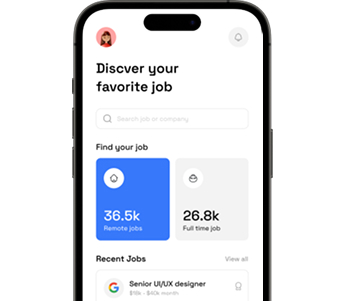 Discver your
favorite job
Search job or company
Find your job
36.5k
Remote jobs
26.8k
Full time job
Recent Jobs
View all
Senior UI/UX designer
$18k - $40k month